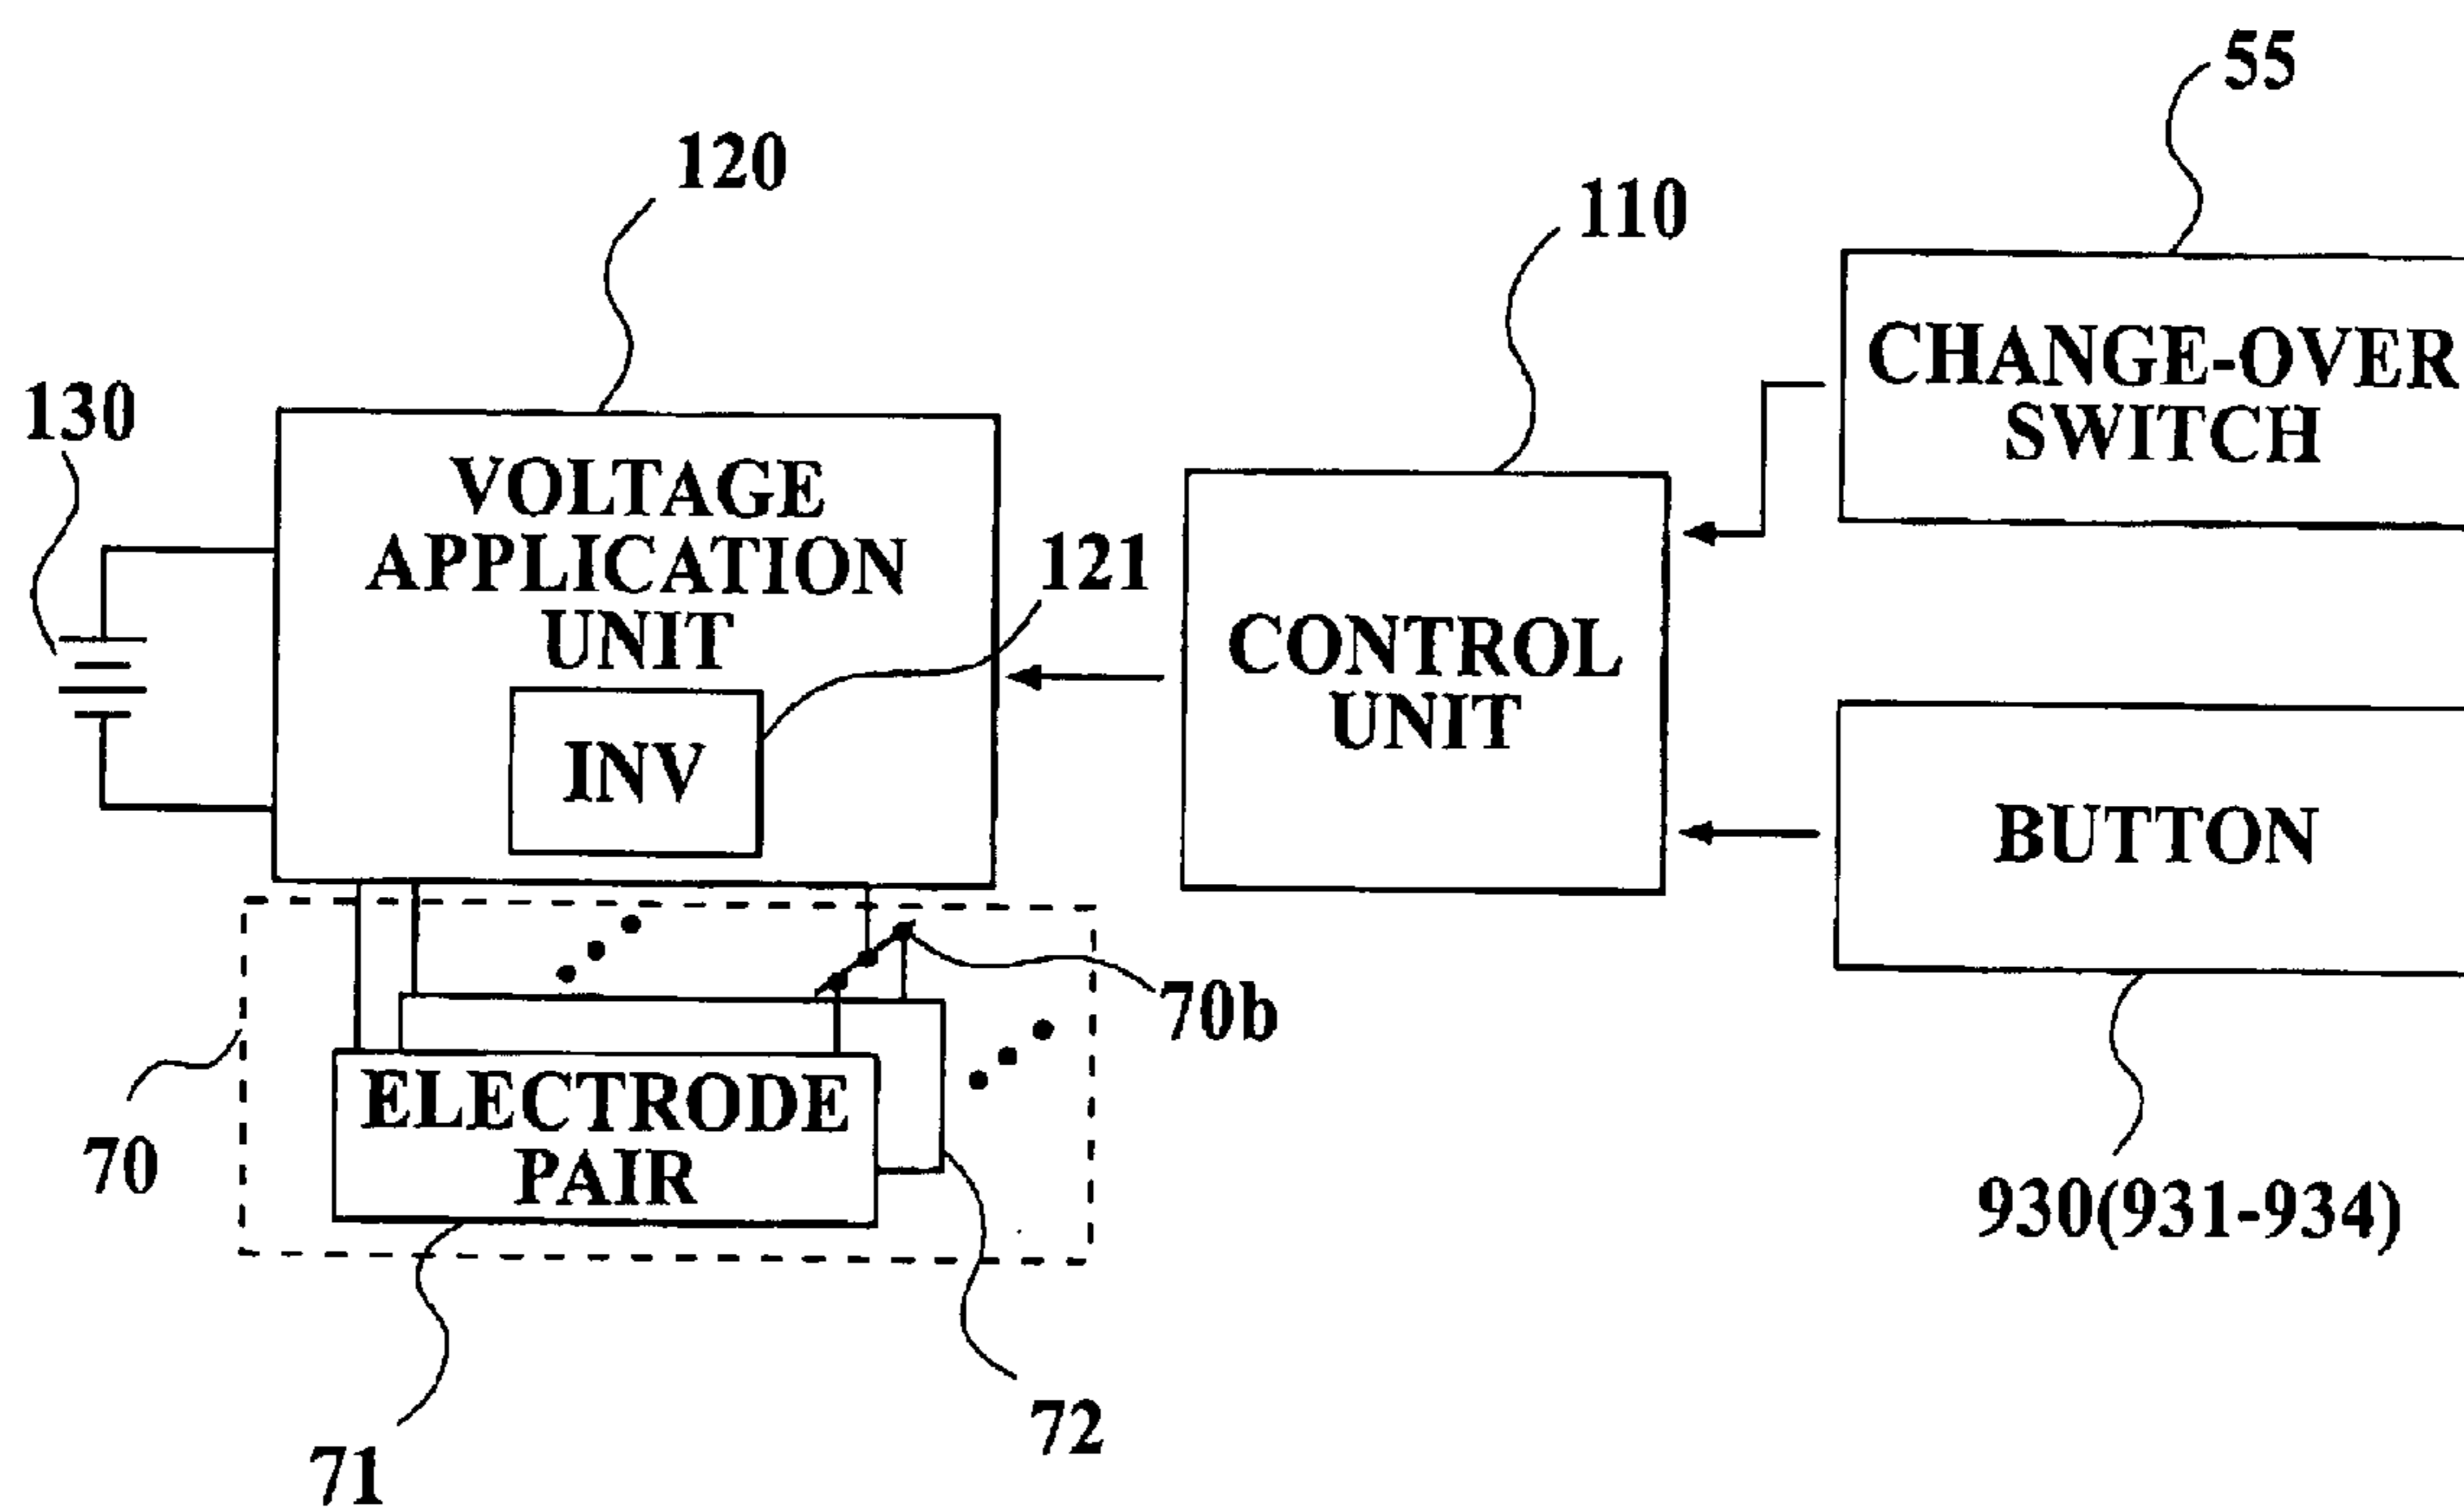 55
120
110
CHANGE-OVER
SWITCH
130
VOLTAGE
APPLICATION
UNIT
121
CONTROL
UNIT
INV
BUTTON
70b
ELECTRODE
PAIR
70
930(931-934)
72
71